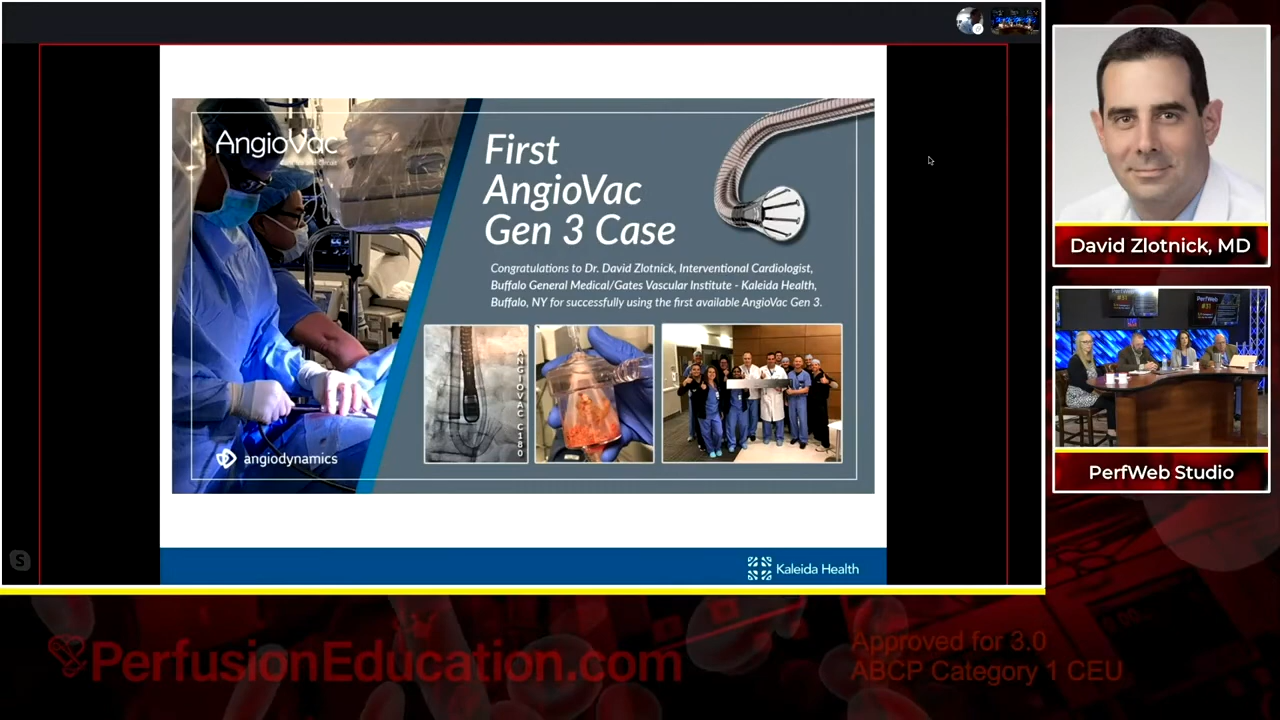 AngioVac
First
AngioVac
Gen 3 Case
Congratulations to Dr. David Zlotnick, Interventional Cardiologist,
Buffalo General Medical/Gates Vascular Institute - Kaleida Health,
Buffalo, NY for successfully using the first available AngioVac Gen 3.
ANGIOVAC C180
angiodynamics
Kaleida Health
S
David Zlotnick, MD
PerfWeb
PerfWeb Studio
PerfusionEducation.com
Approved for 3.0
ABCP Category 1 CEU